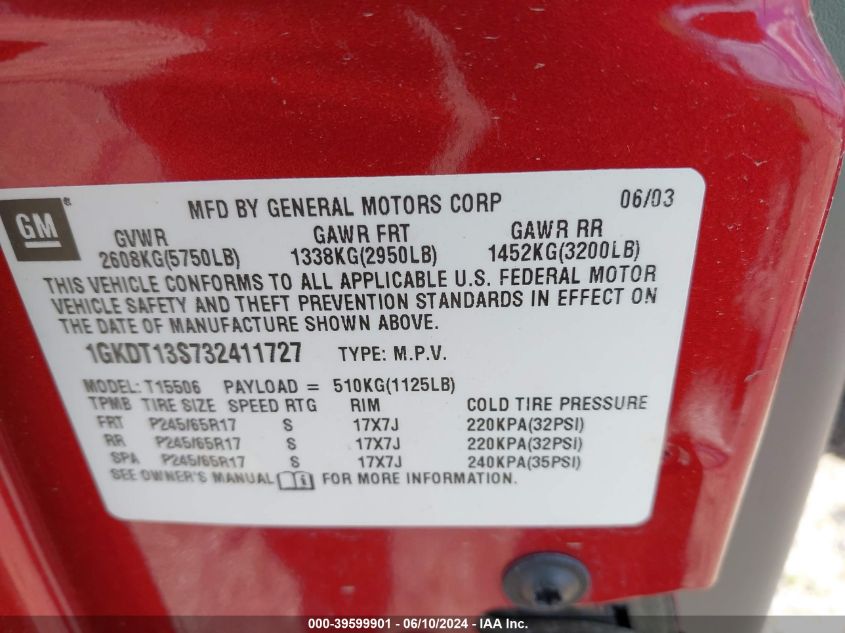 GM®
MFD BY GENERAL MOTORS CORP 06/03
GVWR GAWR FRT GAWR RR
2608KG(5750LB) 1338KG(2950LB) 1452KG(3200LB)
THIS VEHICLE CONFORMS TO ALL APPLICABLE U.S. FEDERAL MOTOR
VEHICLE SAFETY AND THEFT PREVENTION STANDARDS IN EFFECT ON
THE DATE OF MANUFACTURE SHOWN ABOVE.
1GKDT13S732411727 TYPE: M.P.V.
MODEL: T15506 PAYLOAD = 510KG(1125LB)
TPMB TIRE SIZE SPEED RTG RIM COLD TIRE PRESSURE
FRT P245/65R17 S 17X7J 220KPA(32PSI)
RR P245/65R17 S 17X7J 220KPA(32PSI)
SPA P245/65R17 S 17X7J 240KPA(35PSI)
SEE OWNER'S MANUAL FOR MORE INFORMATION.
000-39599901 - 06/10/2024 - IAA Inc.